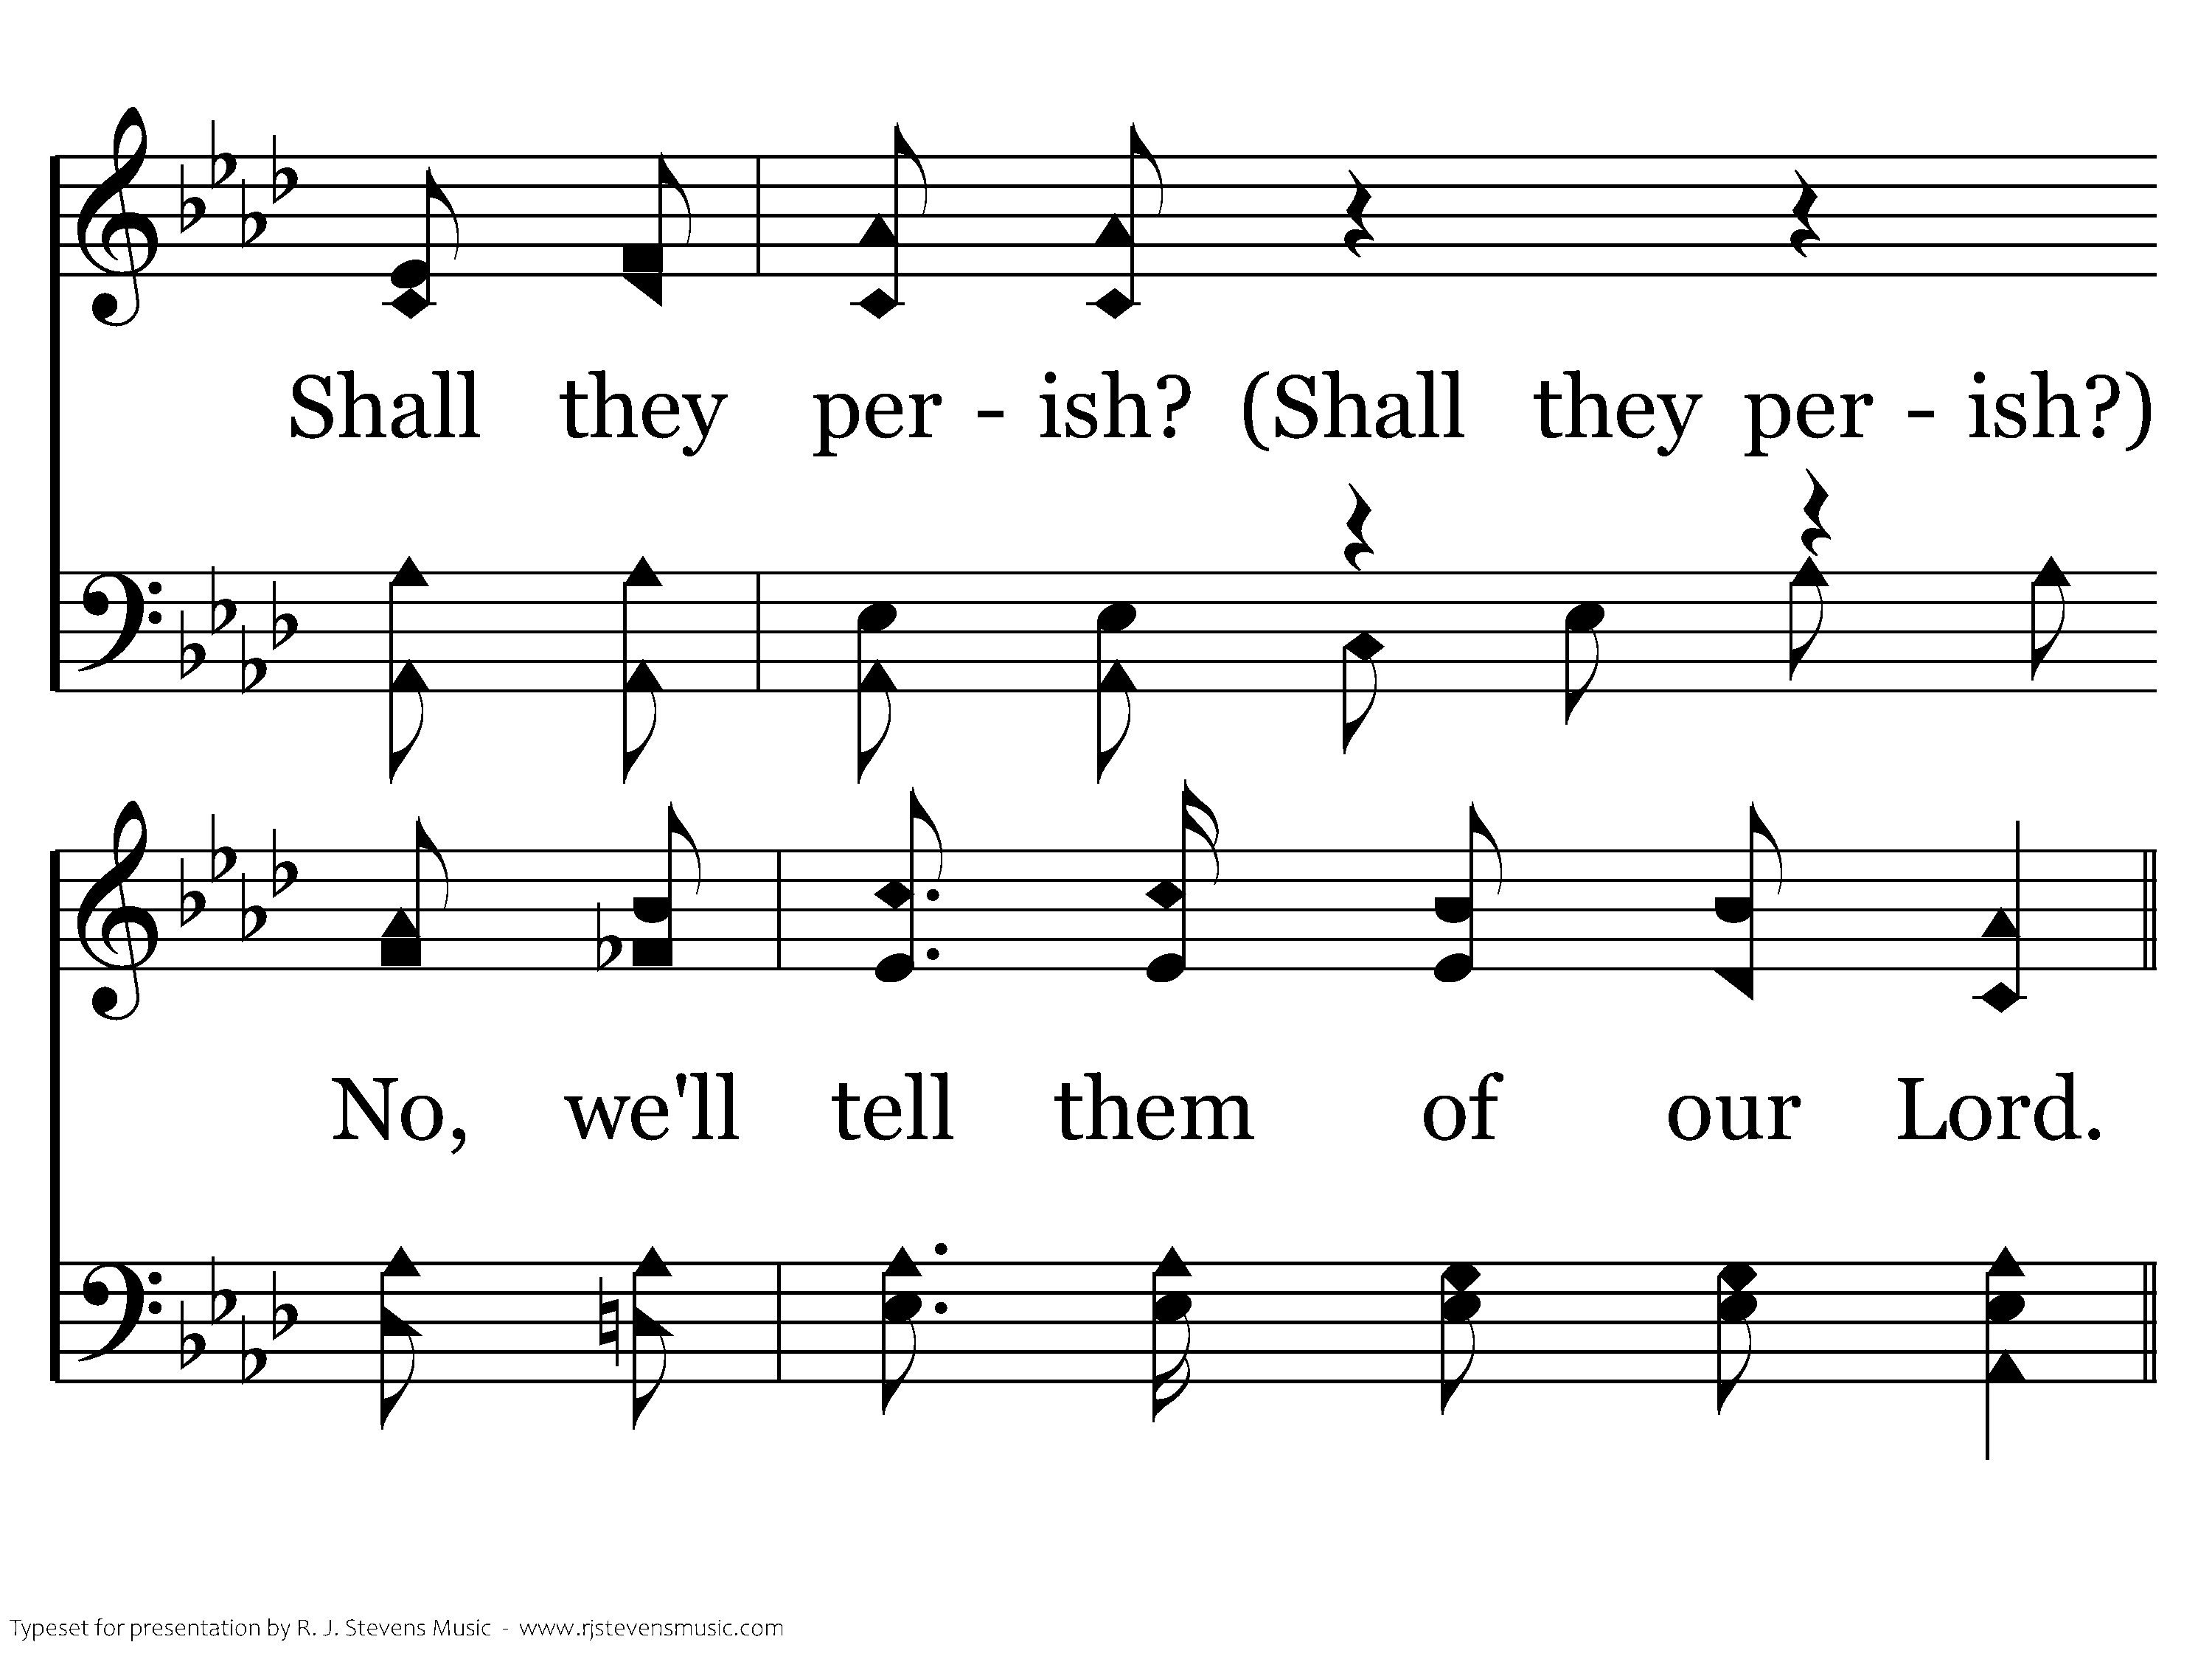 Shall they per - ish? (Shall they per - ish?)
No, we'll tell them of our Lord.
Typeset for presentation by R. J. Stevens Music - www.rjstevensmusic.com